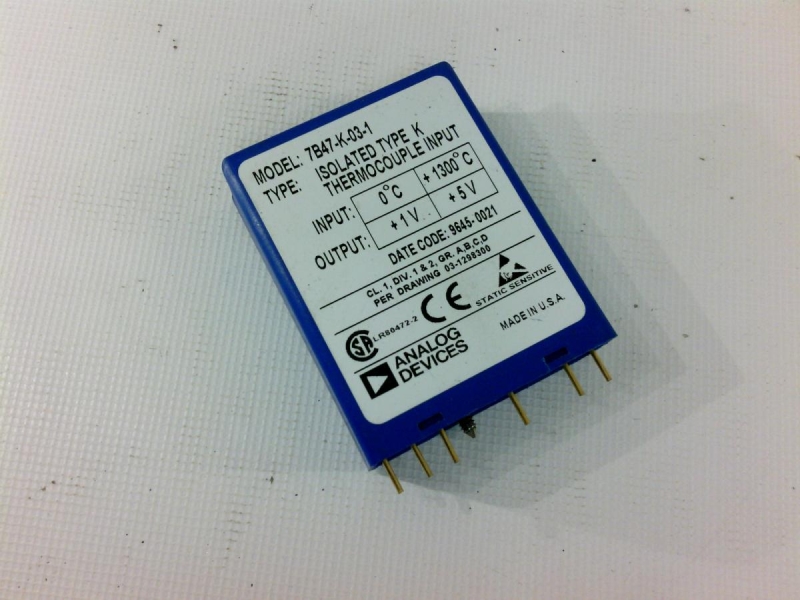 MODEL: 7B47-K-03-1
TYPE: ISOLATED TYPE K
THERMOCOUPLE INPUT
INPUT: 0°C +1300°C
OUTPUT: +1V +5V
DATE CODE: 9645-0021
CL. 1, DIV. 1 & 2, GR. A,B,C,D
PER DRAWING 03-1298300
LR80472-2 CE STATIC SENSITIVE
ANALOG
DEVICES
MADE IN U.S.A.